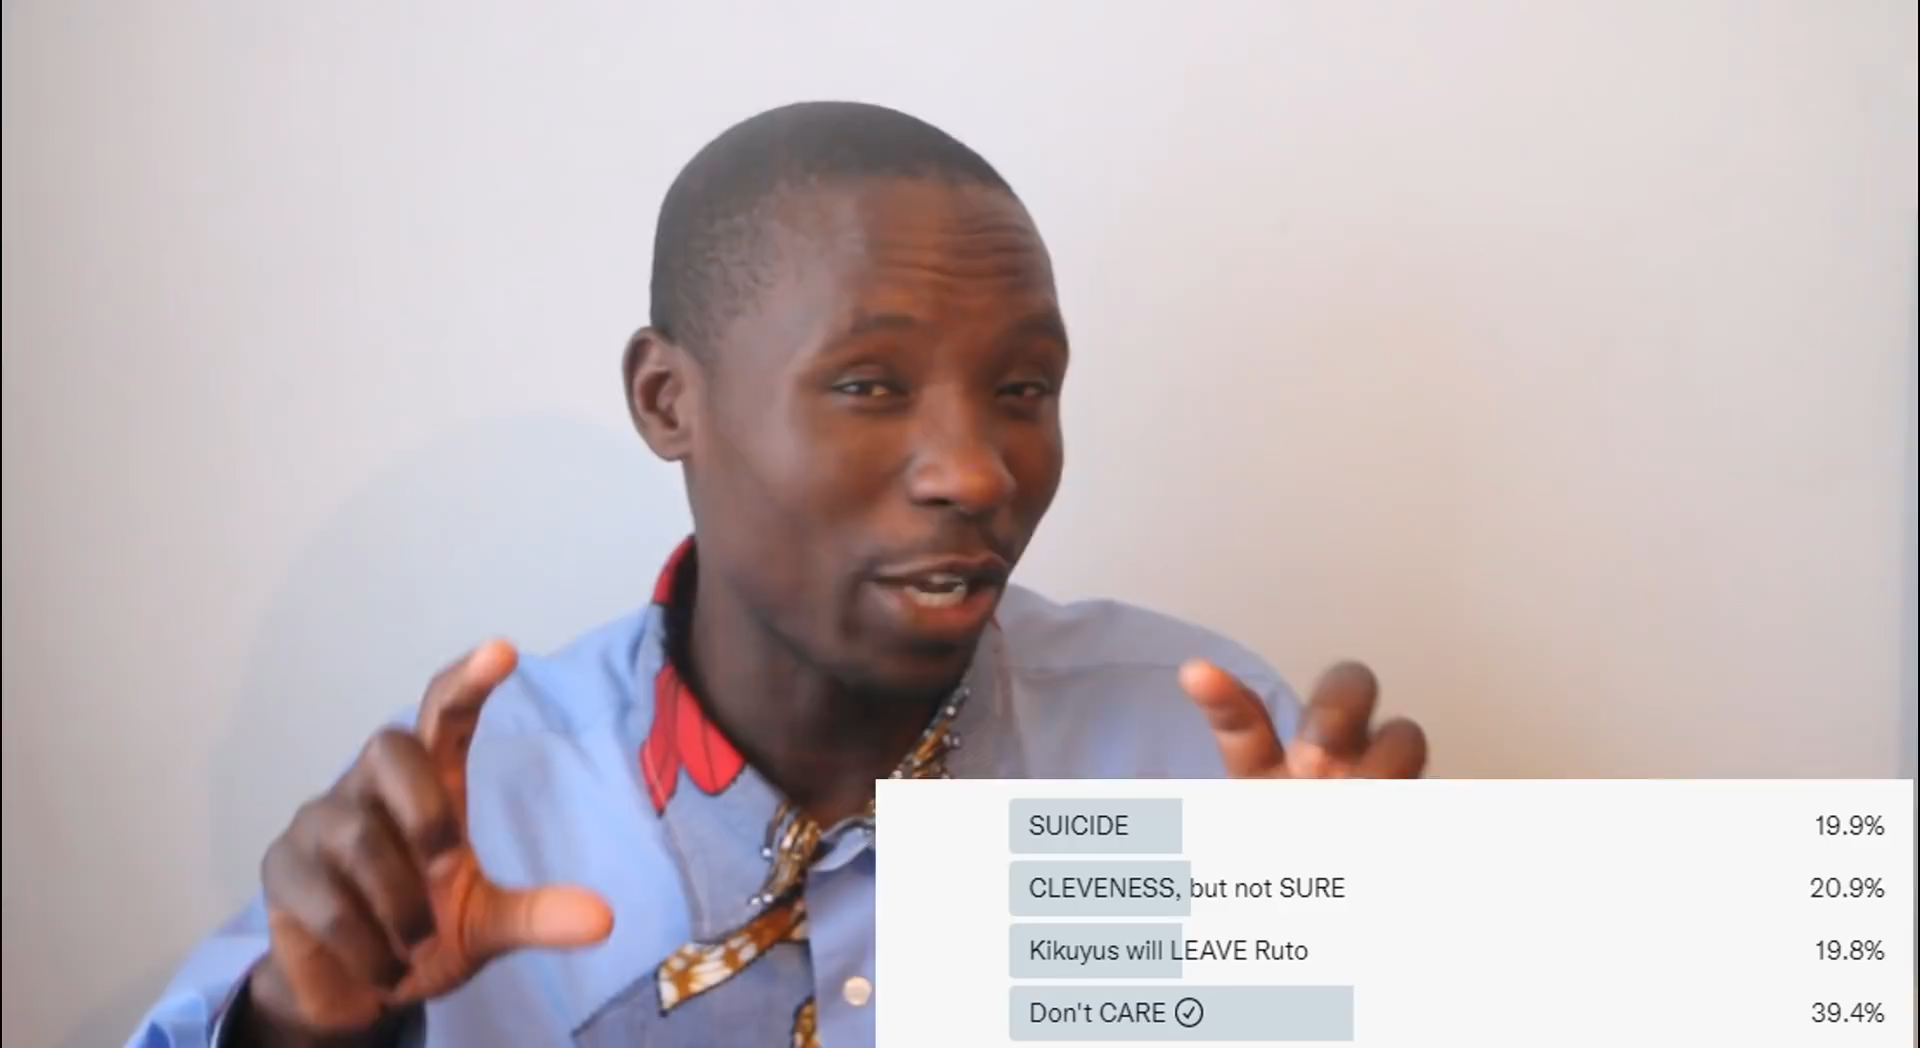 SUICIDE 19.9%
CLEVENESS, but not SURE 20.9%
Kikuyus will LEAVE Ruto 19.8%
Don't CARE 39.4%